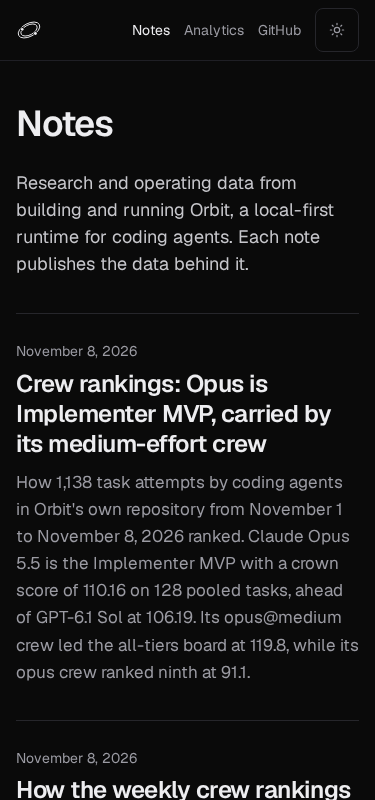 Notes Analytics GitHub
Notes
Research and operating data from
building and running Orbit, a local-first
runtime for coding agents. Each note
publishes the data behind it.
November 8, 2026
Crew rankings: Opus is
Implementer MVP, carried by
its medium-effort crew
How 1,138 task attempts by coding agents
in Orbit's own repository from November 1
to November 8, 2026 ranked. Claude Opus
5.5 is the Implementer MVP with a crown
score of 110.16 on 128 pooled tasks, ahead
of GPT-6.1 Sol at 106.19. Its opus@medium
crew led the all-tiers board at 119.8, while its
opus crew ranked ninth at 91.1.
November 8, 2026
How the weekly crew rankings